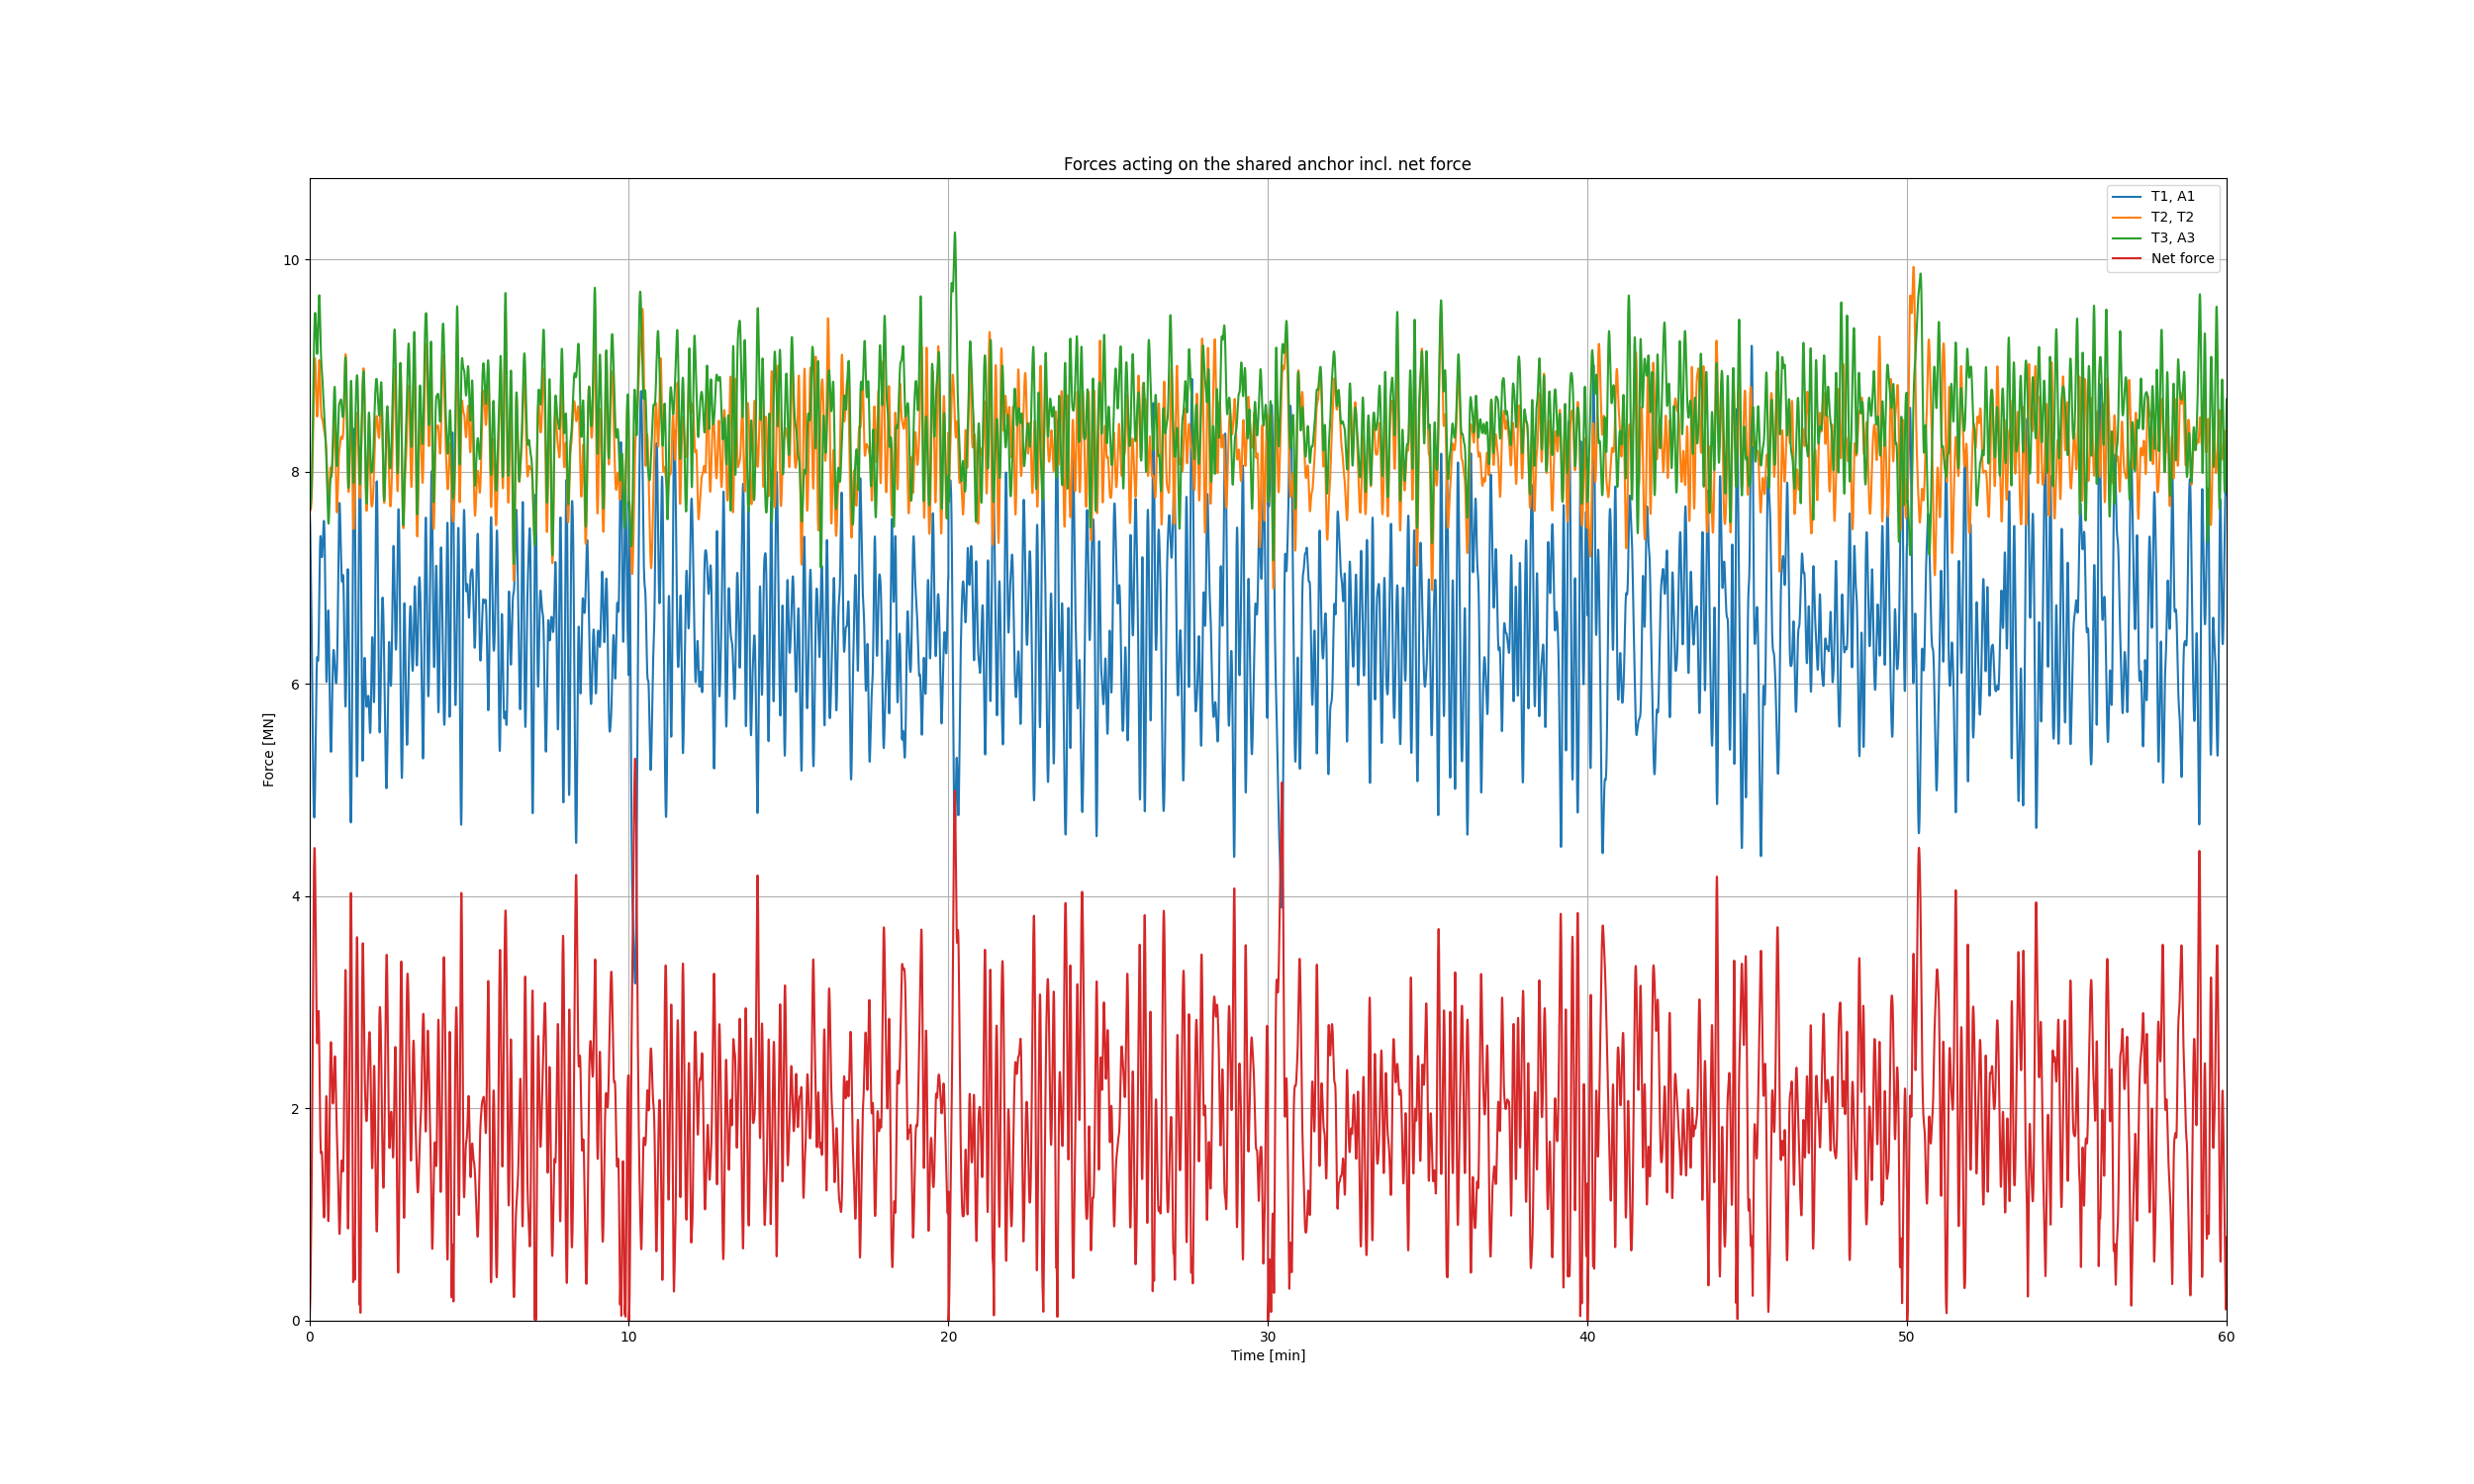 Forces acting on the shared anchor incl. net force
T1, A1
T2, T2
T3, A3
Net force
10
8
6
4
2
0
Force [MN]
0 10 20 30 40 50 60
Time [min]